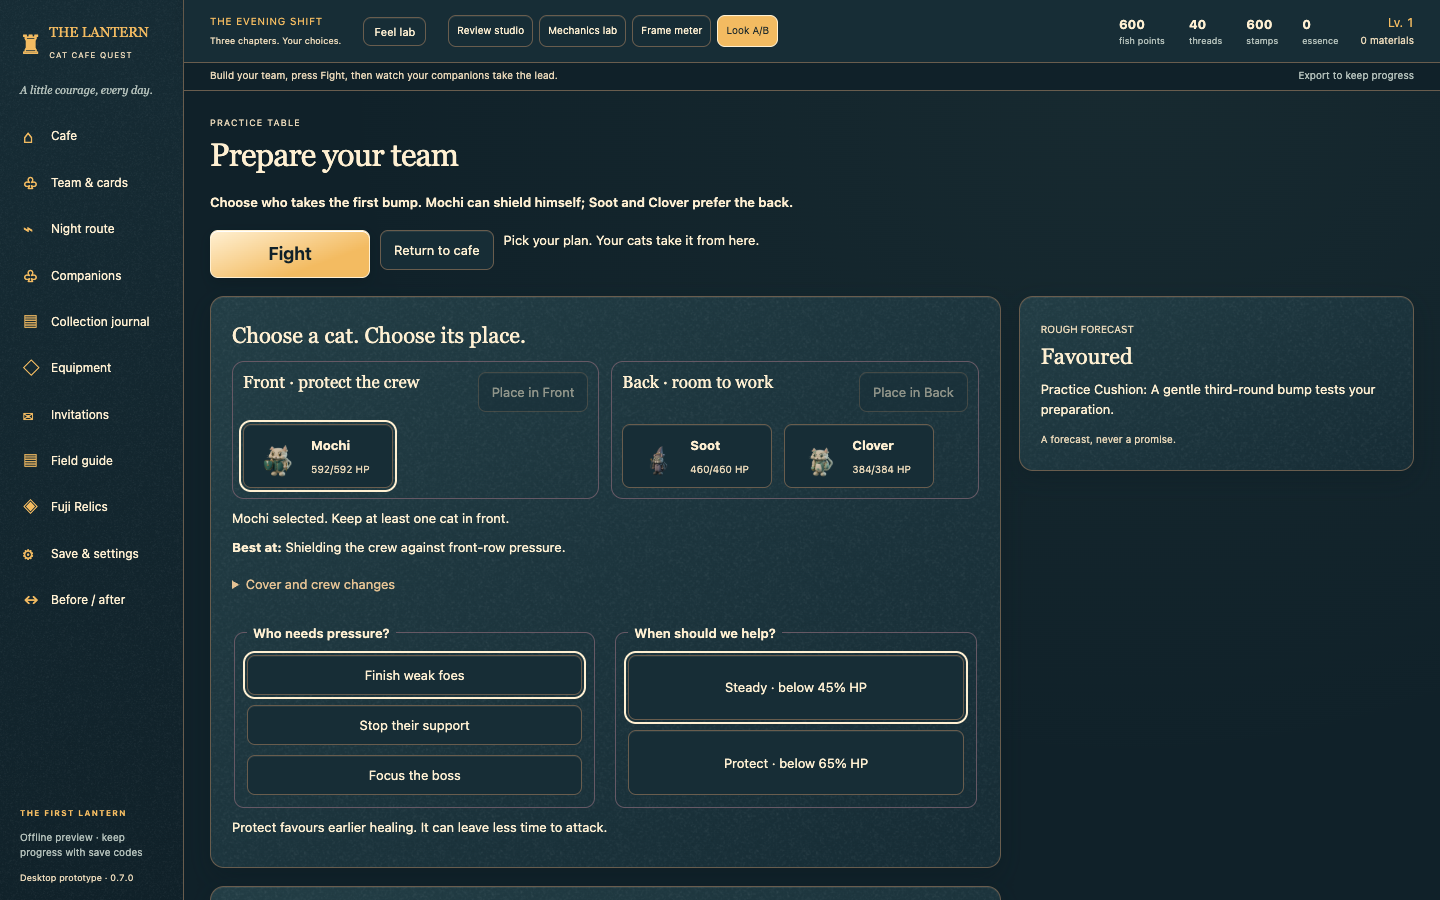 THE LANTERN
CAT CAFE QUEST
A little courage, every day.
Cafe
Team & cards
Night route
Companions
Collection journal
Equipment
Invitations
Field guide
Fuji Relics
Save & settings
Before / after
THE FIRST LANTERN
Offline preview · keep
progress with save codes
Desktop prototype · 0.7.0
THE EVENING SHIFT
Three chapters. Your choices.
Feel lab
Review studio
Mechanics lab
Frame meter
Look A/B
600
fish points
40
threads
600
stamps
0
essence
Lv. 1
0 materials
Build your team, press Fight, then watch your companions take the lead.
Export to keep progress
PRACTICE TABLE
Prepare your team
Choose who takes the first bump. Mochi can shield himself; Soot and Clover prefer the back.
Fight
Return to cafe
Pick your plan. Your cats take it from here.
Choose a cat. Choose its place.
Front · protect the crew
Place in Front
Mochi
592/592 HP
Back · room to work
Place in Back
Soot
460/460 HP
Clover
384/384 HP
Mochi selected. Keep at least one cat in front.
Best at: Shielding the crew against front-row pressure.
Cover and crew changes
Who needs pressure?
Finish weak foes
Stop their support
Focus the boss
When should we help?
Steady · below 45% HP
Protect · below 65% HP
Protect favours earlier healing. It can leave less time to attack.
ROUGH FORECAST
Favoured
Practice Cushion: A gentle third-round bump tests your
preparation.
A forecast, never a promise.